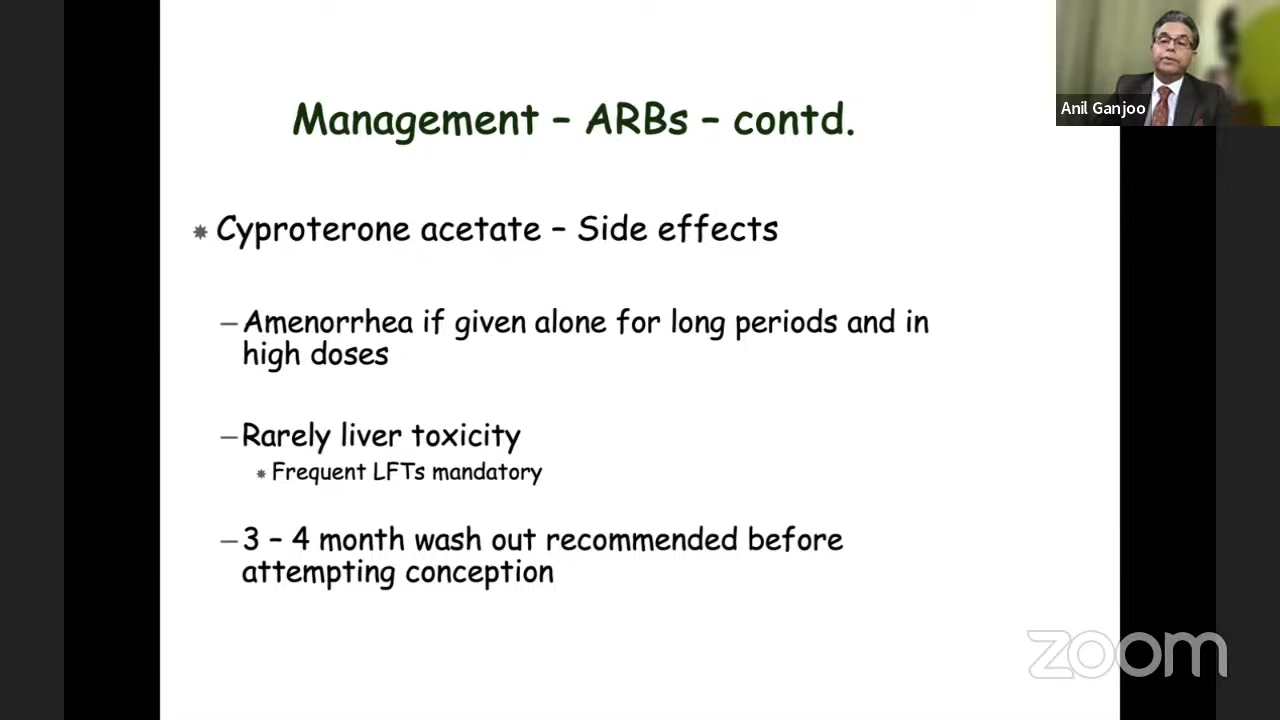 Anil Ganjoo
Management – ARBs – contd.
Cyproterone acetate – Side effects
–Amenorrhea if given alone for long periods and in
high doses
–Rarely liver toxicity
Frequent LFTs mandatory
–3 – 4 month wash out recommended before
attempting conception
zoom